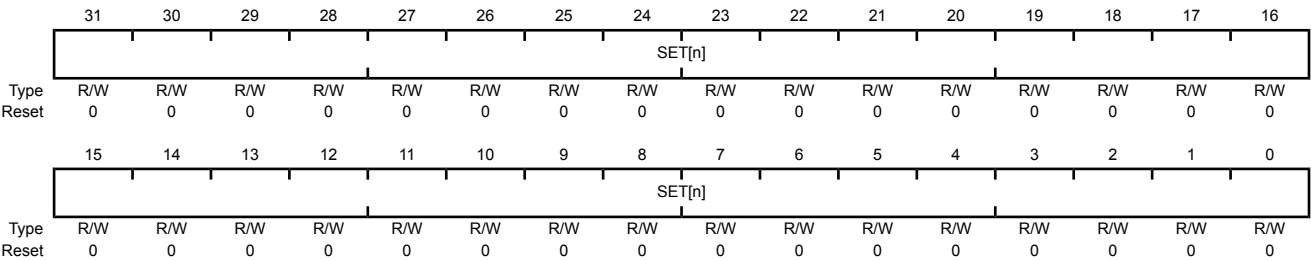 31 30 29 28 27 26 25 24 23 22 21 20 19 18 17 16
SET[n]
Type R/W R/W R/W R/W R/W R/W R/W R/W R/W R/W R/W R/W R/W R/W R/W R/W
Reset 0 0 0 0 0 0 0 0 0 0 0 0 0 0 0 0
15 14 13 12 11 10 9 8 7 6 5 4 3 2 1 0
SET[n]
Type R/W R/W R/W R/W R/W R/W R/W R/W R/W R/W R/W R/W R/W R/W R/W R/W
Reset 0 0 0 0 0 0 0 0 0 0 0 0 0 0 0 0